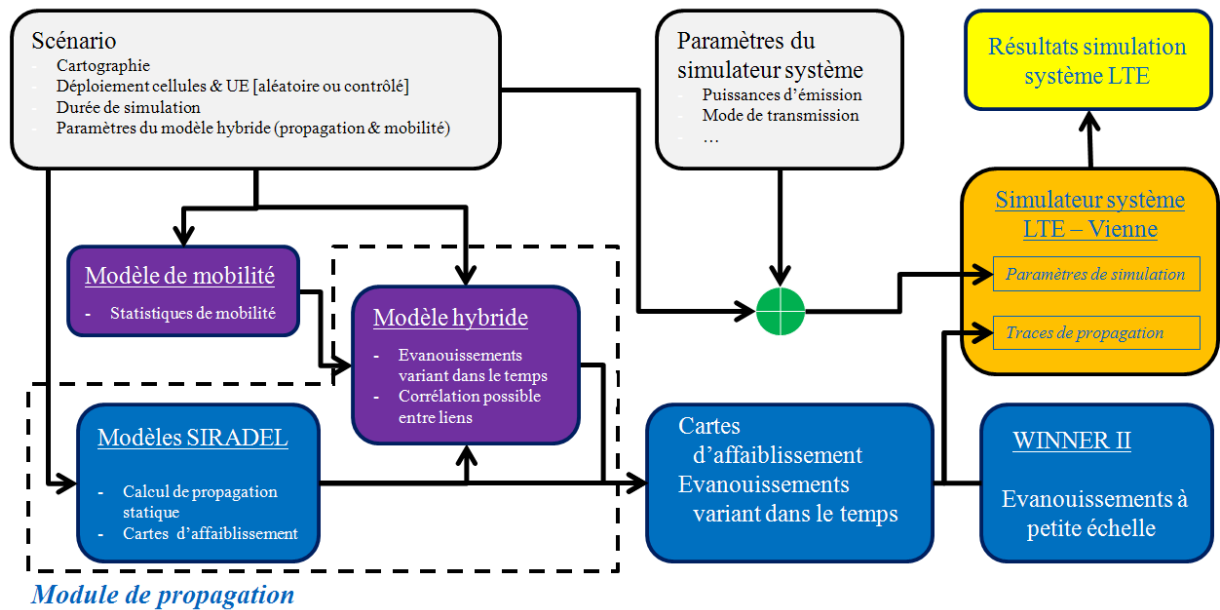 Scénario
- Cartographie
- Déploiement cellules & UE [aléatoire ou contrôlé]
- Durée de simulation
- Paramètres du modèle hybride (propagation & mobilité)
Paramètres du
simulateur système
- Puissances d'émission
- Mode de transmission
- …
Résultats simulation
système LTE
Simulateur système
LTE – Vienne
Paramètres de simulation
Traces de propagation
Modèle de mobilité
- Statistiques de mobilité
Modèle hybride
- Evanouissements
variant dans le temps
- Corrélation possible
entre liens
Modèles SIRADEL
- Calcul de propagation
statique
- Cartes d'affaiblissement
Cartes
d'affaiblissement
Evanouissements
variant dans le temps
WINNER II
Evanouissements à
petite échelle
Module de propagation